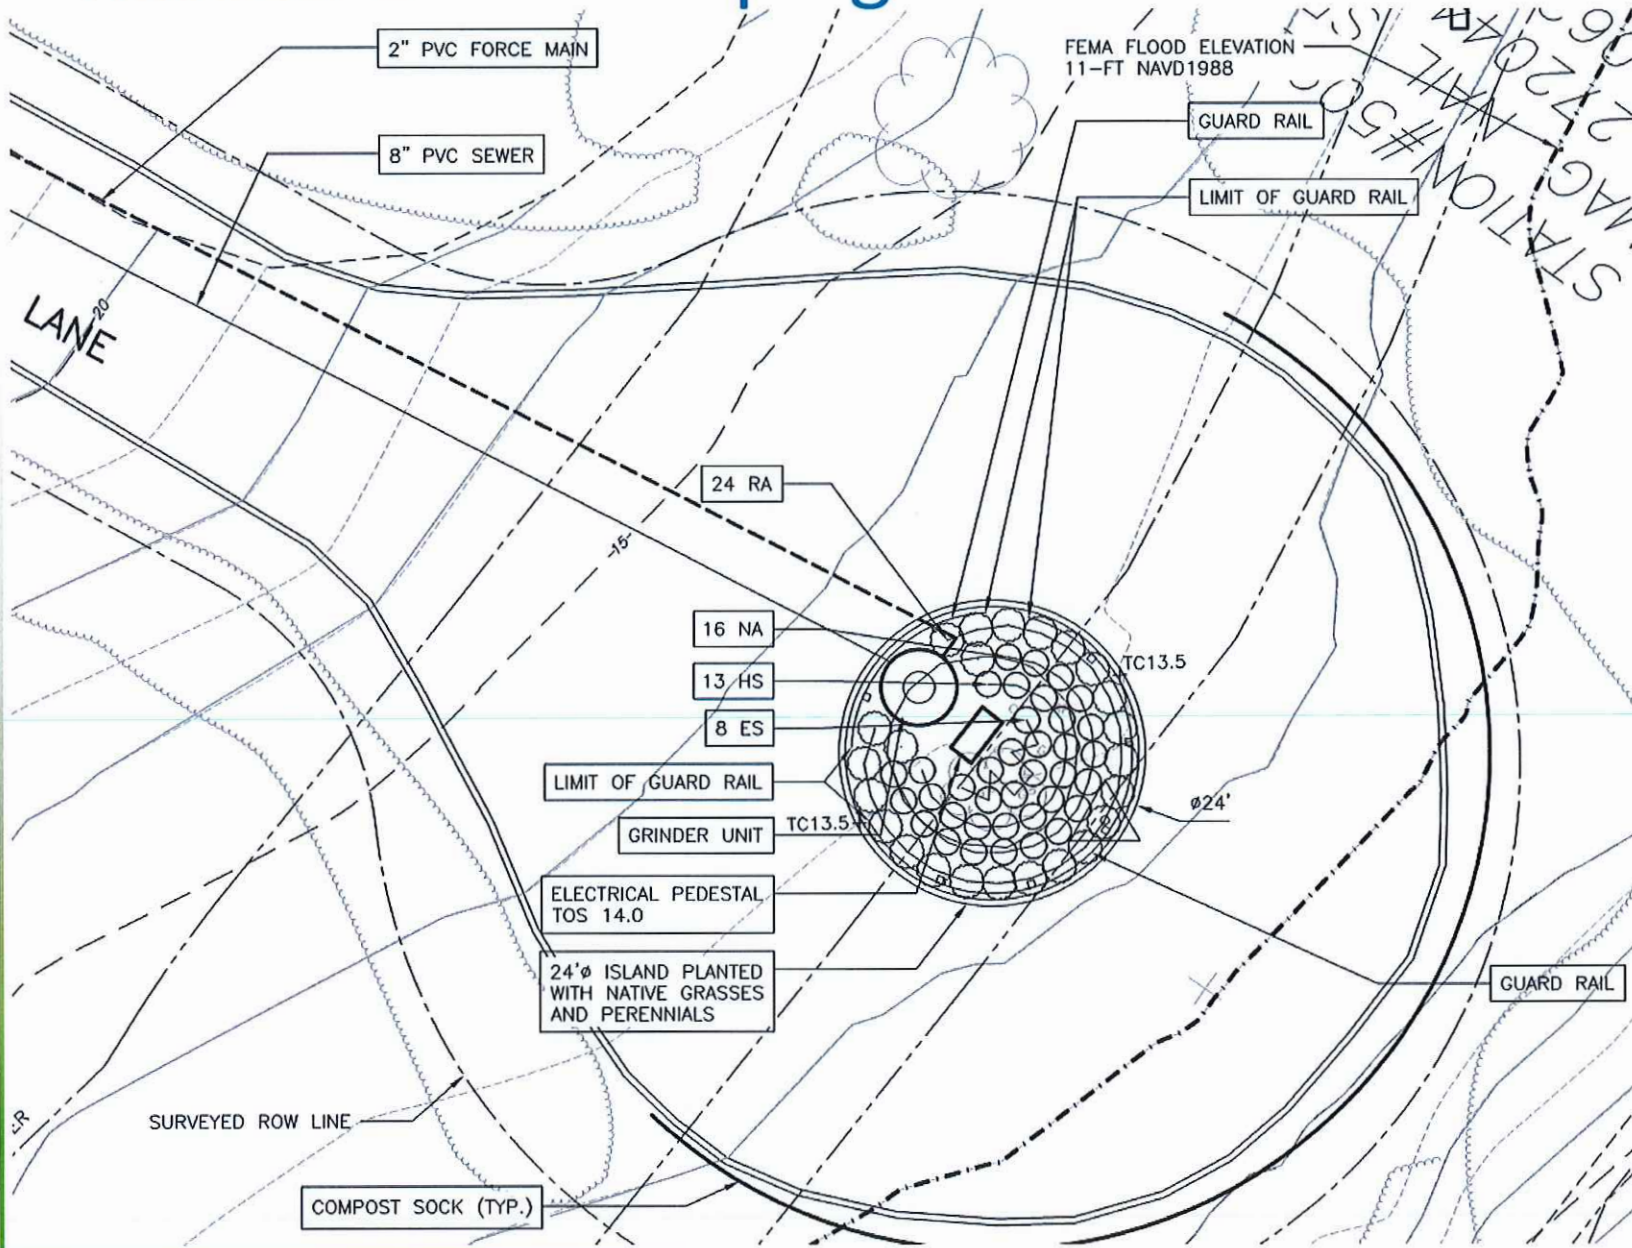 2" PVC FORCE MAIN
FEMA FLOOD ELEVATION
11-FT NAVD1988
GUARD RAIL
8" PVC SEWER
LIMIT OF GUARD RAIL
STATION
#50
MAG NAIL
LANE
20
24 RA
-15-
16 NA
TC13.5
13 HS
8 ES
LIMIT OF GUARD RAIL
ø24'
GRINDER UNIT
TC13.5
ELECTRICAL PEDESTAL
TOS 14.0
24'ø ISLAND PLANTED
WITH NATIVE GRASSES
AND PERENNIALS
GUARD RAIL
SURVEYED ROW LINE
COMPOST SOCK (TYP.)